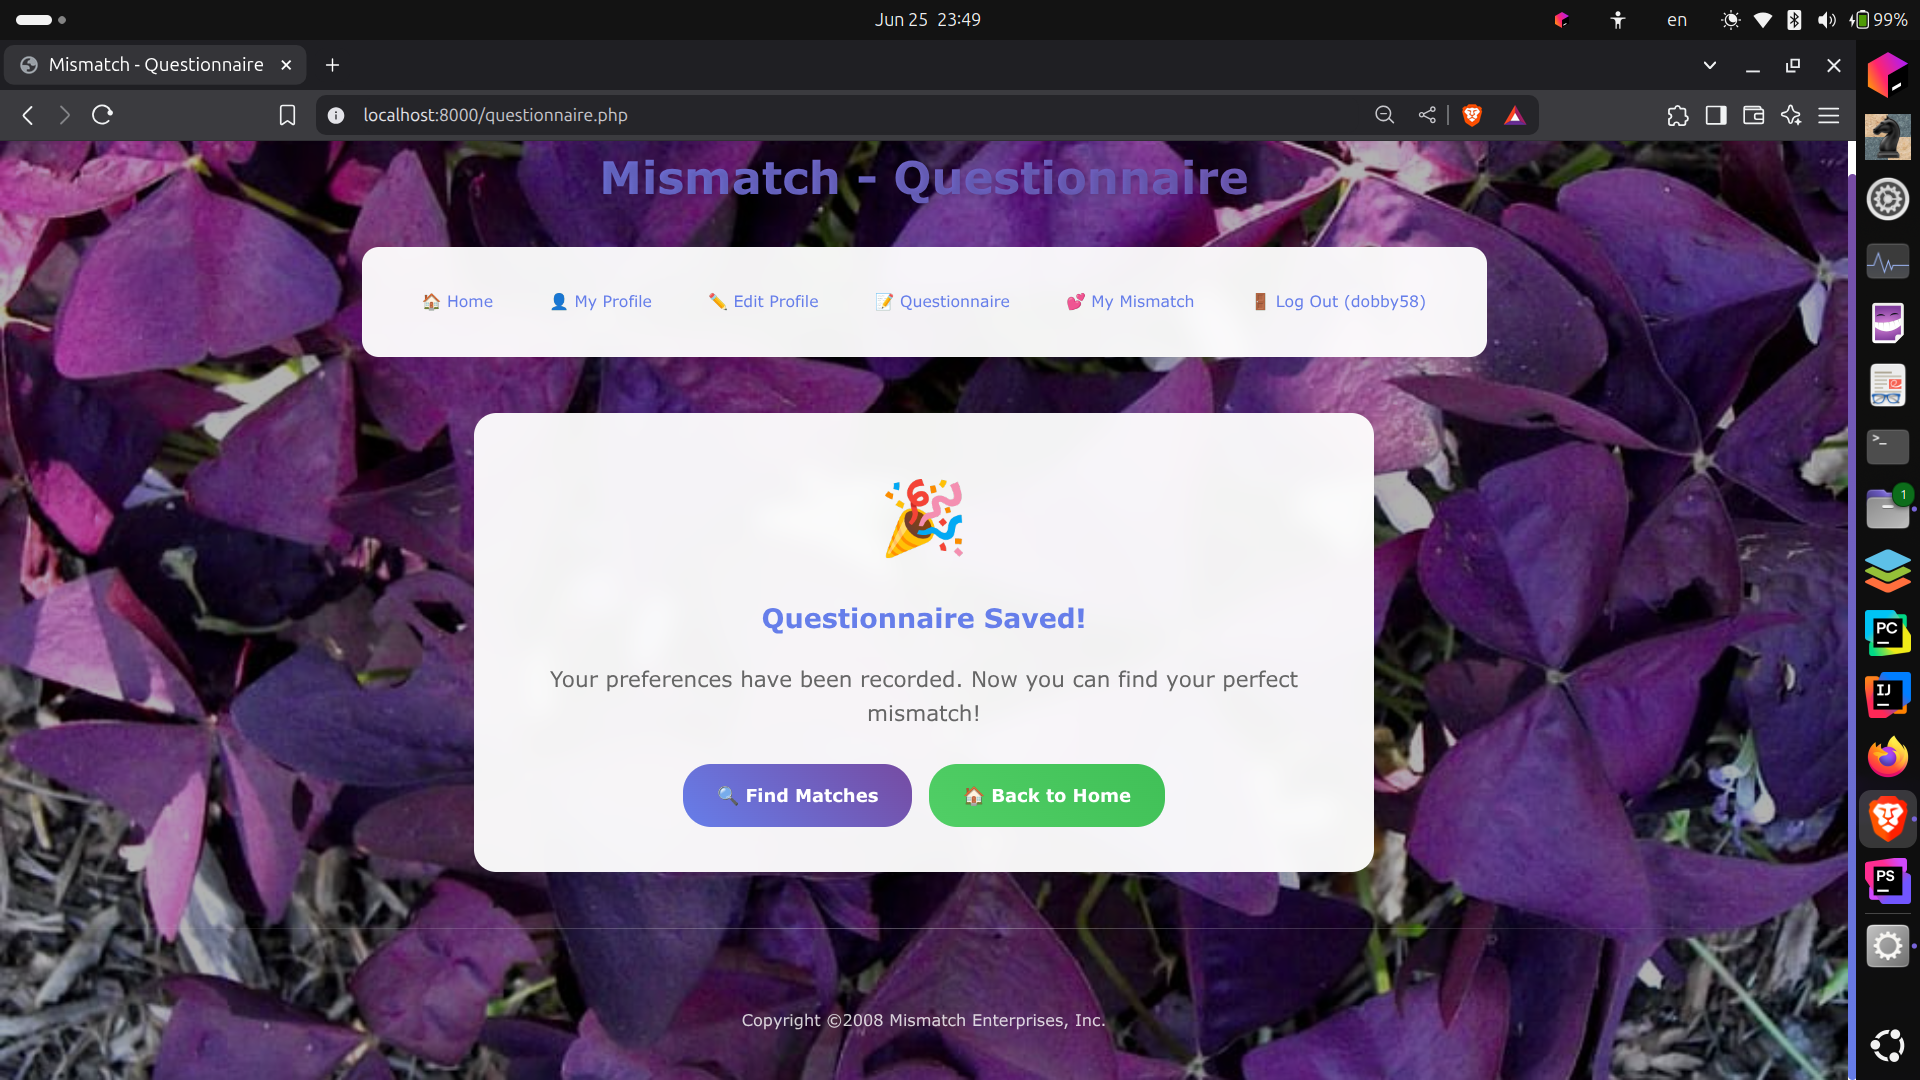 Jun 25 23:49
en
99%
Mismatch - Questionnaire
localhost:8000/questionnaire.php
Mismatch - Questionnaire
Home My Profile Edit Profile Questionnaire My Mismatch Log Out (dobby58)
Questionnaire Saved!
Your preferences have been recorded. Now you can find your perfect
mismatch!
Find Matches Back to Home
Copyright ©2008 Mismatch Enterprises, Inc.
>_
1
PC
IJ
PS